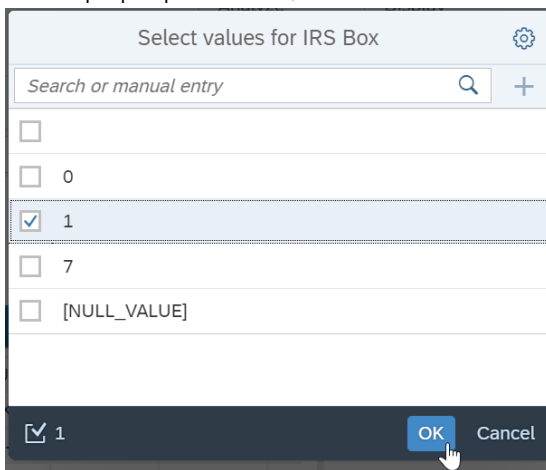 Select values for IRS Box
Search or manual entry
0
1
7
[NULL_VALUE]
1
OK Cancel